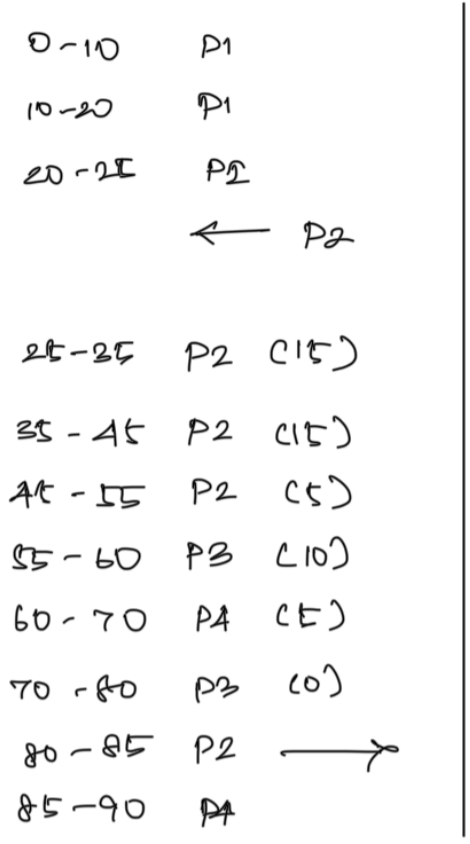 0-10 P1
10-20 P1
20-25 P1
← P2
25-35 P2 (15)
35-45 P2 (15)
45-55 P2 (5)
55-60 P3 (10)
60-70 P4 (5)
70-80 P3 (0)
80-85 P2 →
85-90 P4